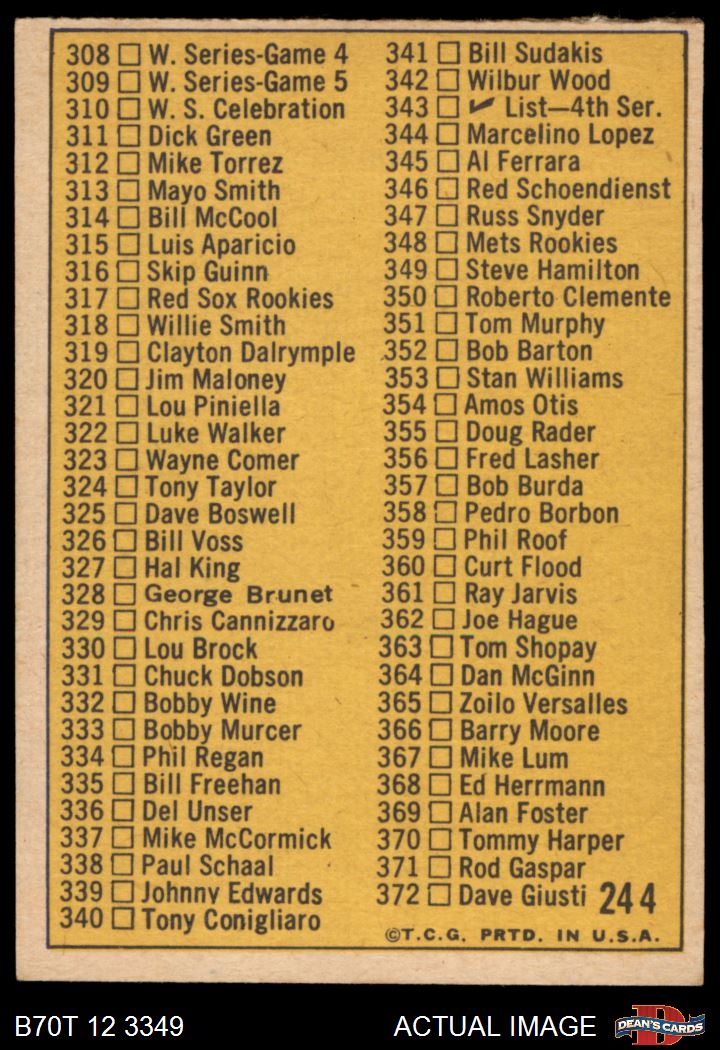 308 W. Series-Game 4
309 W. Series-Game 5
310 W. S. Celebration
311 Dick Green
312 Mike Torrez
313 Mayo Smith
314 Bill McCool
315 Luis Aparicio
316 Skip Guinn
317 Red Sox Rookies
318 Willie Smith
319 Clayton Dalrymple
320 Jim Maloney
321 Lou Piniella
322 Luke Walker
323 Wayne Comer
324 Tony Taylor
325 Dave Boswell
326 Bill Voss
327 Hal King
328 George Brunet
329 Chris Cannizzaro
330 Lou Brock
331 Chuck Dobson
332 Bobby Wine
333 Bobby Murcer
334 Phil Regan
335 Bill Freehan
336 Del Unser
337 Mike McCormick
338 Paul Schaal
339 Johnny Edwards
340 Tony Conigliaro
341 Bill Sudakis
342 Wilbur Wood
343 ✔ List—4th Ser.
344 Marcelino Lopez
345 Al Ferrara
346 Red Schoendienst
347 Russ Snyder
348 Mets Rookies
349 Steve Hamilton
350 Roberto Clemente
351 Tom Murphy
352 Bob Barton
353 Stan Williams
354 Amos Otis
355 Doug Rader
356 Fred Lasher
357 Bob Burda
358 Pedro Borbon
359 Phil Roof
360 Curt Flood
361 Ray Jarvis
362 Joe Hague
363 Tom Shopay
364 Dan McGinn
365 Zoilo Versalles
366 Barry Moore
367 Mike Lum
368 Ed Herrmann
369 Alan Foster
370 Tommy Harper
371 Rod Gaspar
372 Dave Giusti 244
©T.C.G. PRTD. IN U.S.A.
B70T 12 3349
ACTUAL IMAGE
DEAN'S CARDS